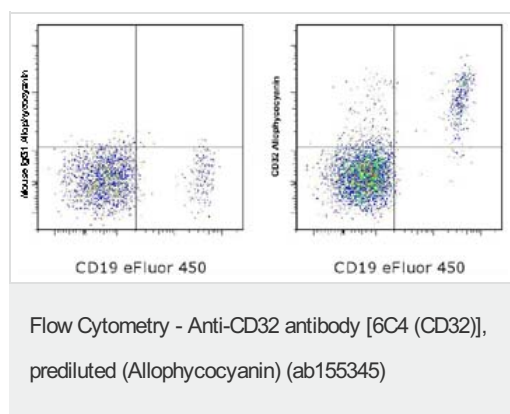 Mouse IgG1 Allophycocyanin
CD19 eFluor 450
CD32 Allophycocyanin
CD19 eFluor 450
Flow Cytometry - Anti-CD32 antibody [6C4 (CD32)],
prediluted (Allophycocyanin) (ab155345)